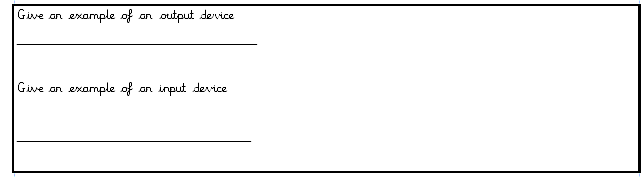 Give an example of an output device
Give an example of an input device